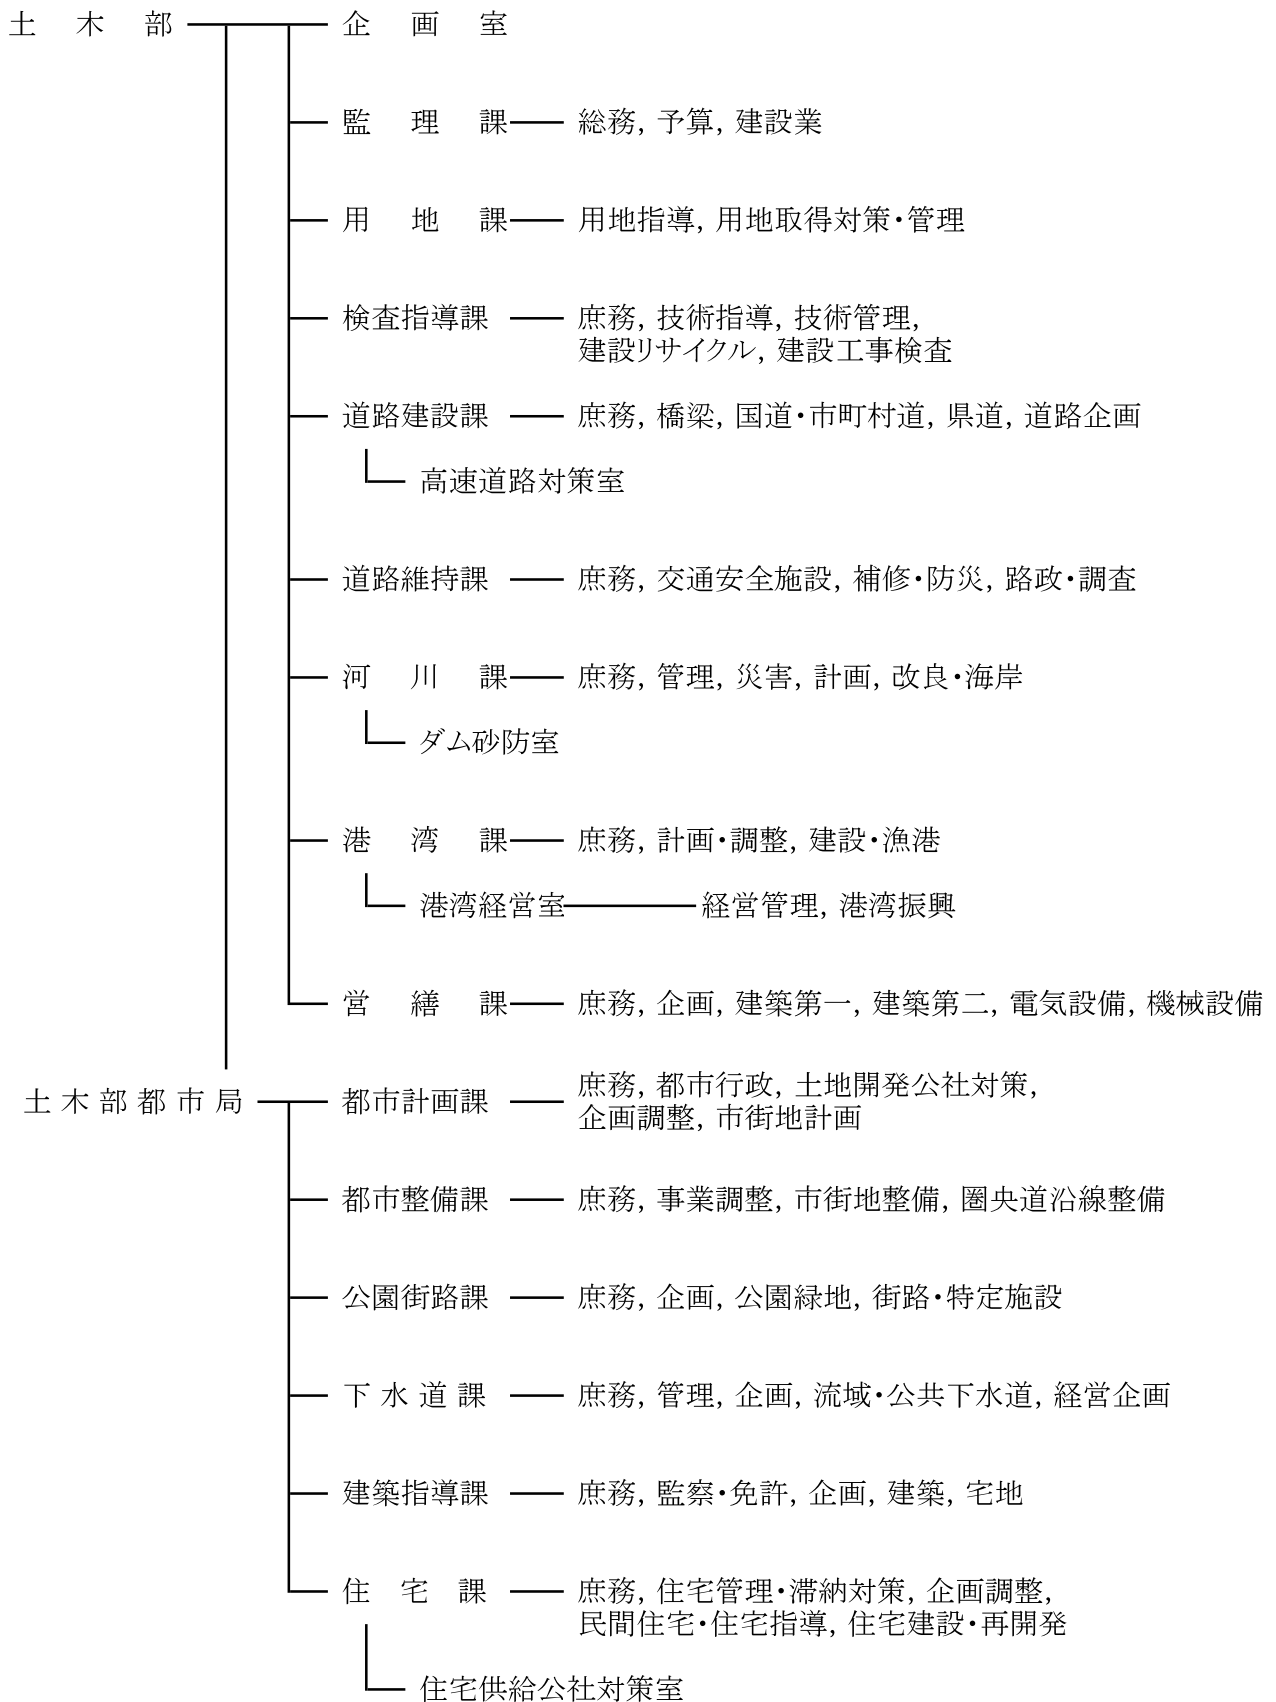 土木部 企画室
監理課 総務, 予算, 建設業
用地課 用地指導, 用地取得対策・管理
検査指導課 庶務, 技術指導, 技術管理,
建設リサイクル, 建設工事検査
道路建設課 庶務, 橋梁, 国道・市町村道, 県道, 道路企画
高速道路対策室
道路維持課 庶務, 交通安全施設, 補修・防災, 路政・調査
河川課 庶務, 管理, 災害, 計画, 改良・海岸
ダム砂防室
港湾課 庶務, 計画・調整, 建設・漁港
港湾経営室 経営管理, 港湾振興
営繕課 庶務, 企画, 建築第一, 建築第二, 電気設備, 機械設備
土木部都市局 都市計画課 庶務, 都市行政, 土地開発公社対策,
企画調整, 市街地計画
都市整備課 庶務, 事業調整, 市街地整備, 圏央道沿線整備
公園街路課 庶務, 企画, 公園緑地, 街路・特定施設
下水道課 庶務, 管理, 企画, 流域・公共下水道, 経営企画
建築指導課 庶務, 監察・免許, 企画, 建築, 宅地
住宅課 庶務, 住宅管理・滞納対策, 企画調整,
民間住宅・住宅指導, 住宅建設・再開発
住宅供給公社対策室